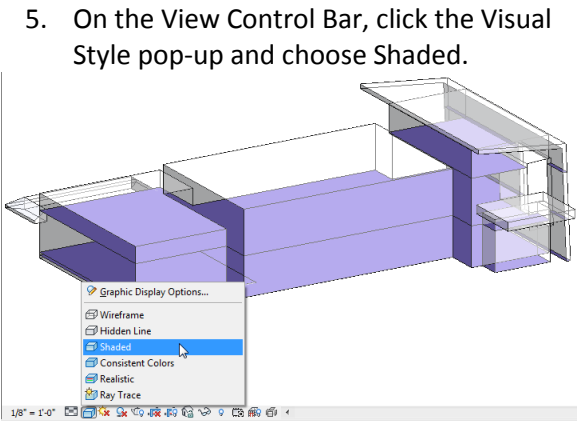 5. On the View Control Bar, click the Visual
Style pop-up and choose Shaded.
Graphic Display Options...
Wireframe
Hidden Line
Shaded
Consistent Colors
Realistic
Ray Trace
1/8" = 1'-0"